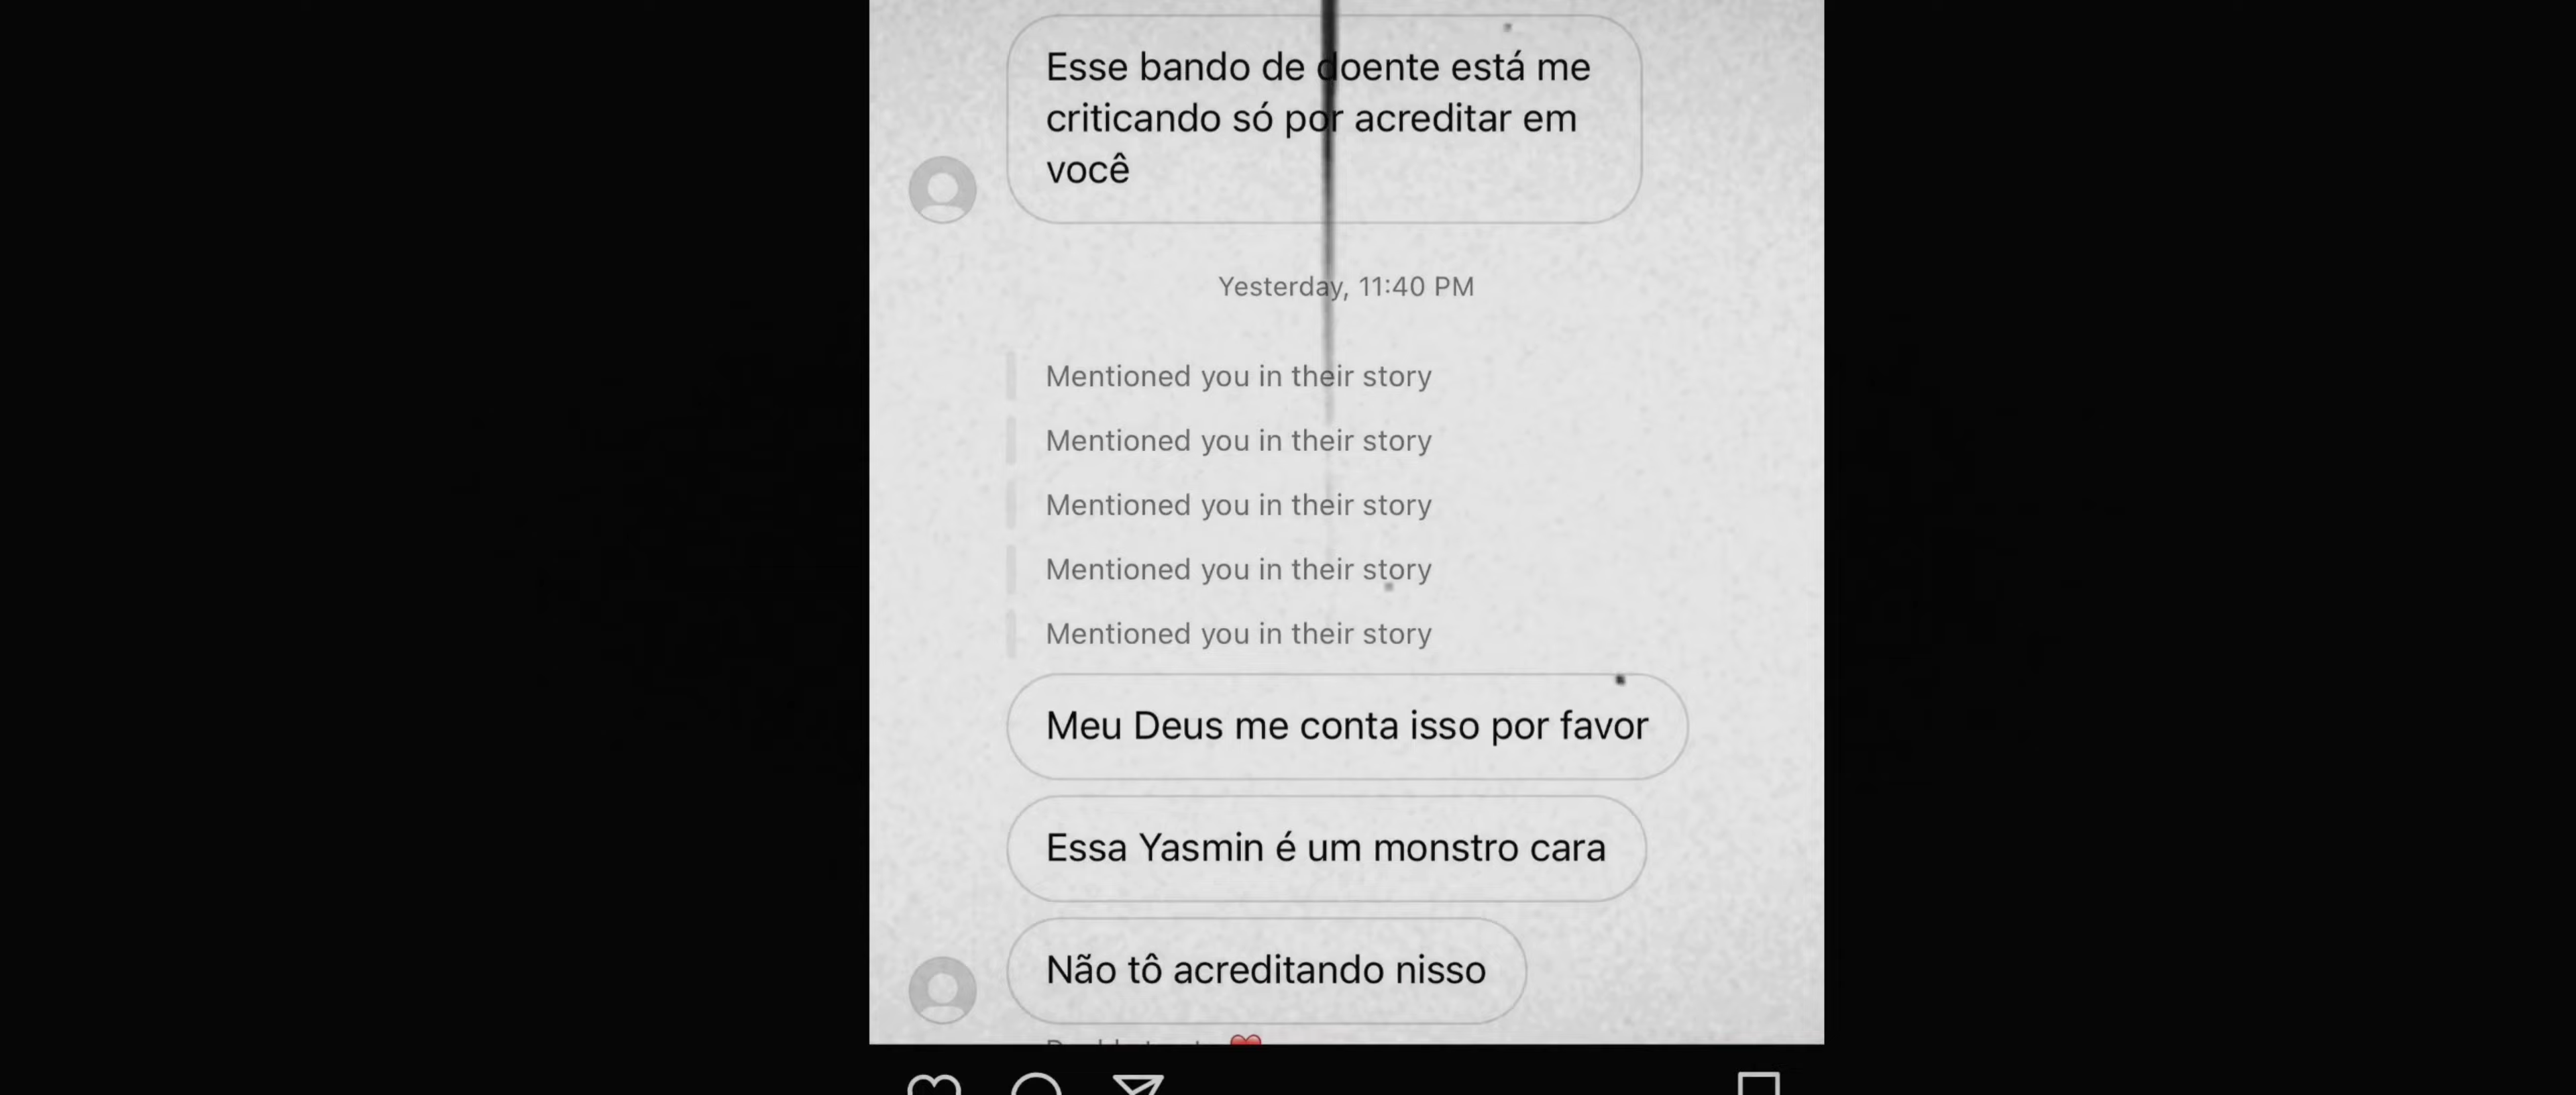 Esse bando de doente está me
criticando só por acreditar em
você
Yesterday, 11:40 PM
Mentioned you in their story
Mentioned you in their story
Mentioned you in their story
Mentioned you in their story
Mentioned you in their story
Meu Deus me conta isso por favor
Essa Yasmin é um monstro cara
Não tô acreditando nisso